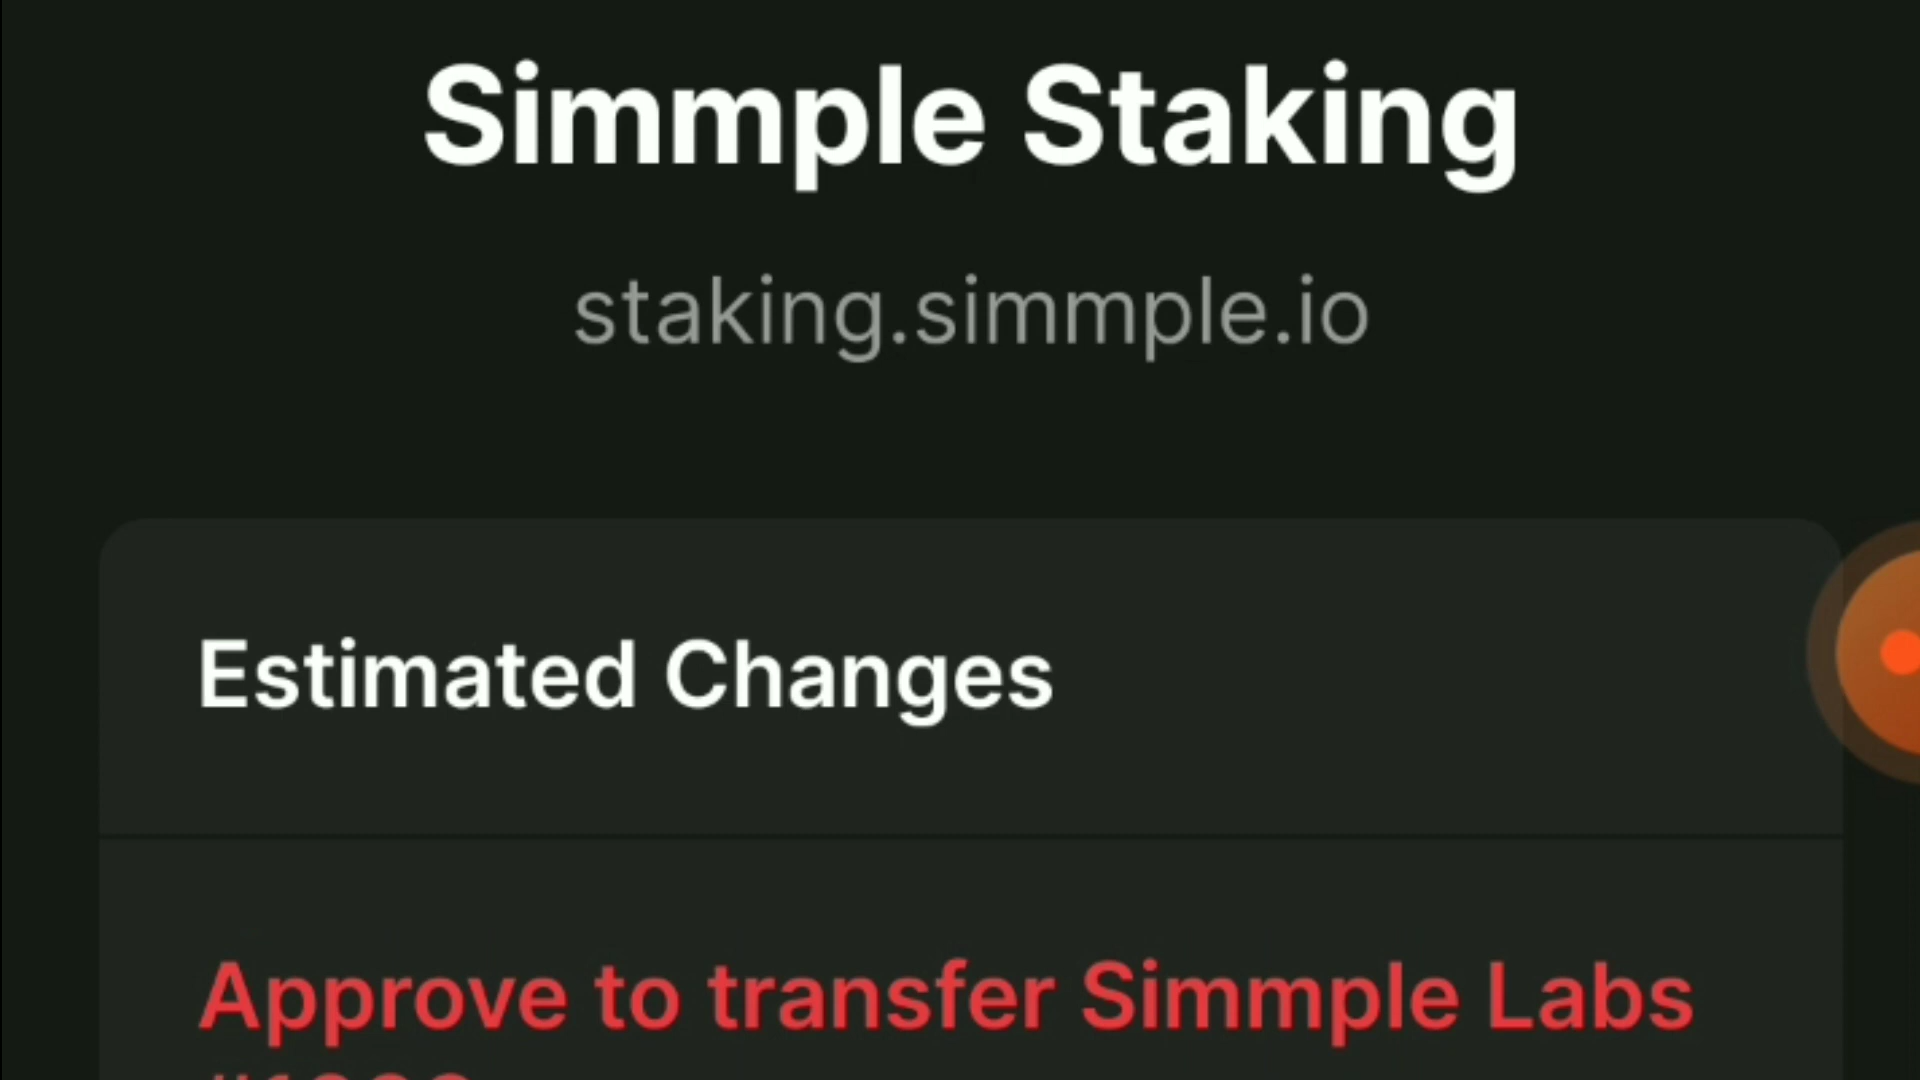 Simmple Staking
staking.simmple.io
Estimated Changes
Approve to transfer Simmple Labs